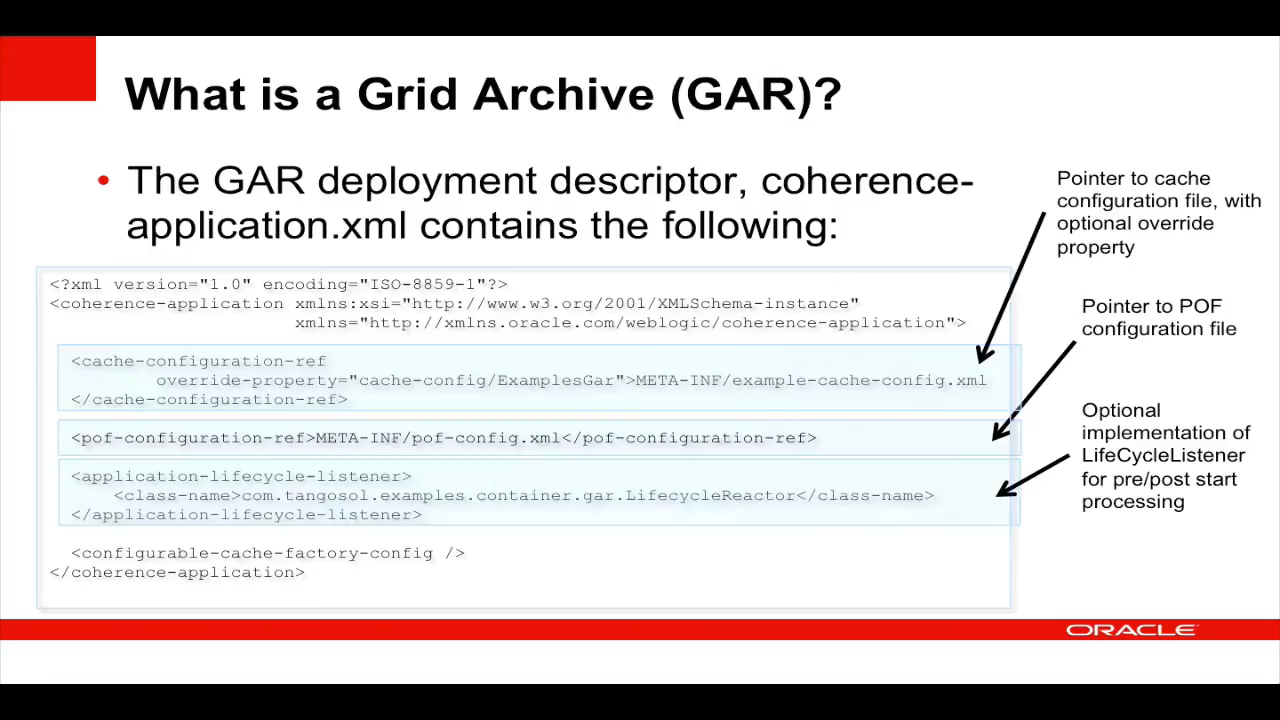 What is a Grid Archive (GAR)?
• The GAR deployment descriptor, coherence-
application.xml contains the following:
<?xml version="1.0" encoding="ISO-8859-1"?>
<coherence-application xmlns:xsi="http://www.w3.org/2001/XMLSchema-instance"
xmlns="http://xmlns.oracle.com/weblogic/coherence-application">
<cache-configuration-ref
override-property="cache-config/ExamplesGar">META-INF/example-cache-config.xml
</cache-configuration-ref>
<pof-configuration-ref>META-INF/pof-config.xml</pof-configuration-ref>
<application-lifecycle-listener>
<class-name>com.tsgosol.examples.container.gar.LifecycleReactor</class-name>
</application-lifecycle-listener>
<configurable-cache-factory-config />
</coherence-application>
Pointer to cache
configuration file, with
optional override
property
Pointer to POF
configuration file
Optional
implementation of
LifeCycleListener
for pre/post start
processing
ORACLE